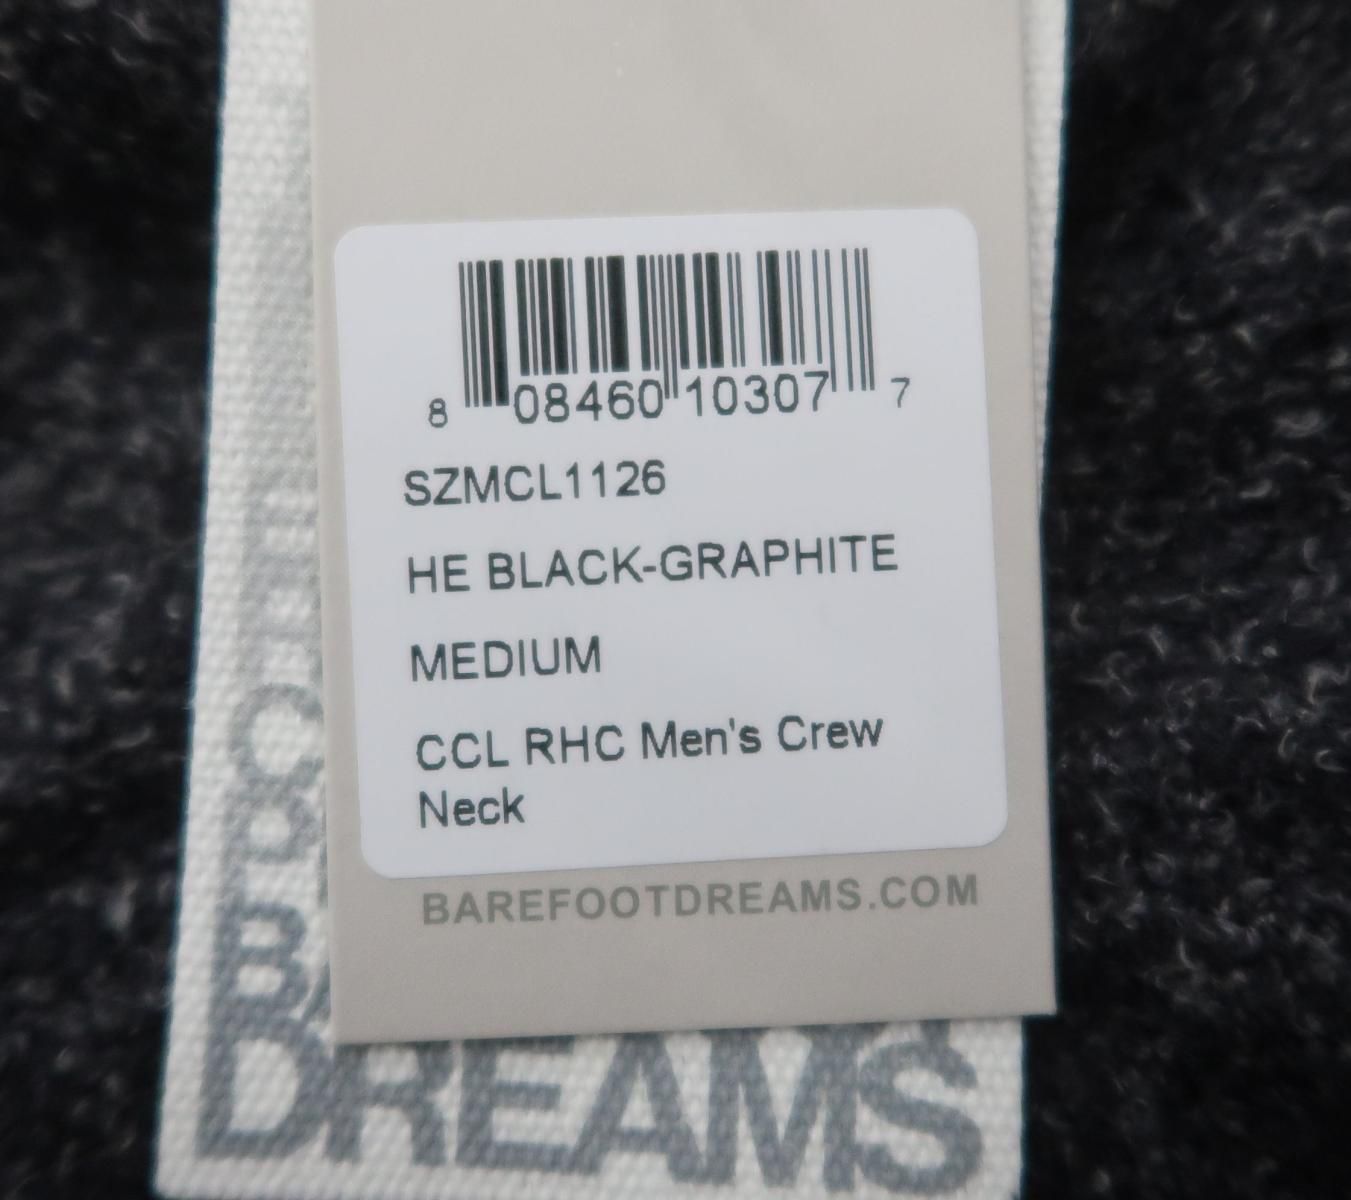 8 08460 10307 7
SZMCL1126
HE BLACK-GRAPHITE
MEDIUM
CCL RHC Men's Crew
Neck
BAREFOOTDREAMS.COM
DREAMS